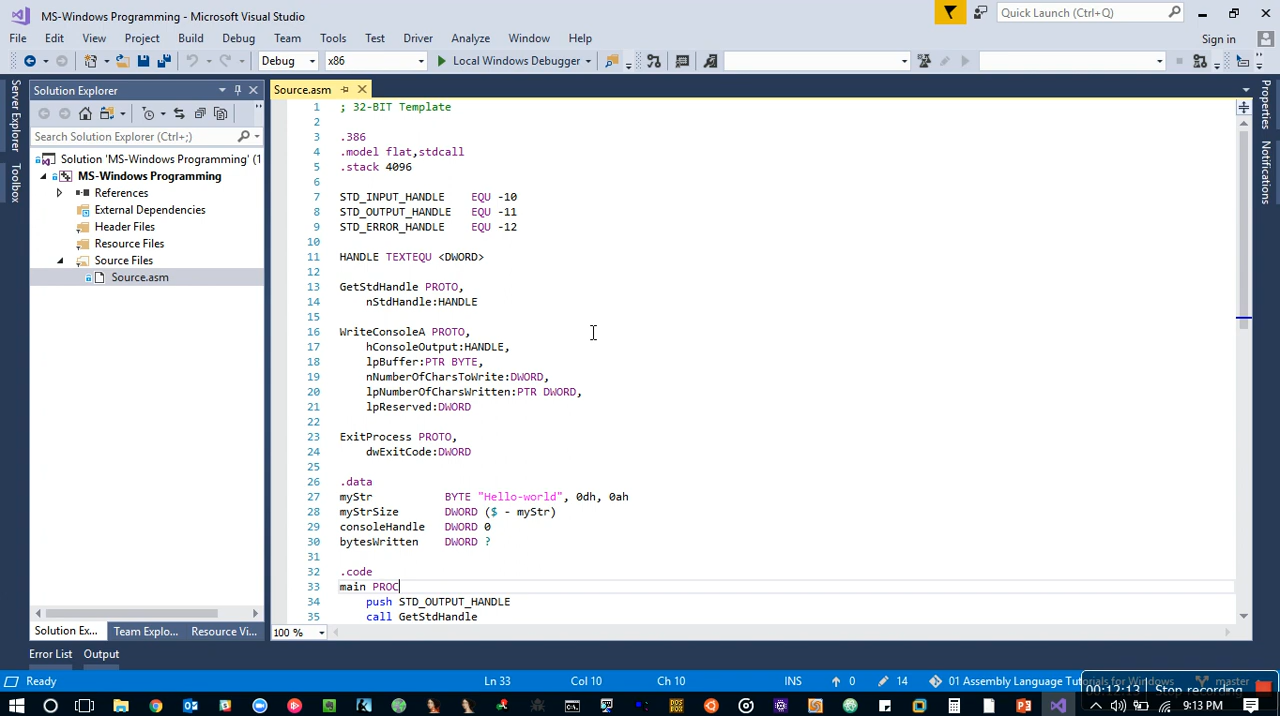 MS-Windows Programming - Microsoft Visual Studio
Quick Launch (Ctrl+Q)
File Edit View Project Build Debug Team Tools Test Driver Analyze Window Help
Sign in
Debug x86 Local Windows Debugger
Server Explorer
Toolbox
Solution Explorer
Search Solution Explorer (Ctrl+;)
Solution 'MS-Windows Programming' (1
MS-Windows Programming
References
External Dependencies
Header Files
Resource Files
Source Files
Source.asm
Solution Ex... Team Explo... Resource Vi...
Source.asm
1 ; 32-BIT Template
2
3 .386
4 .model flat,stdcall
5 .stack 4096
6
7 STD_INPUT_HANDLE EQU -10
8 STD_OUTPUT_HANDLE EQU -11
9 STD_ERROR_HANDLE EQU -12
10
11 HANDLE TEXTEQU <DWORD>
12
13 GetStdHandle PROTO,
14 nStdHandle:HANDLE
15
16 WriteConsoleA PROTO,
17 hConsoleOutput:HANDLE,
18 lpBuffer:PTR BYTE,
19 nNumberOfCharsToWrite:DWORD,
20 lpNumberOfCharsWritten:PTR DWORD,
21 lpReserved:DWORD
22
23 ExitProcess PROTO,
24 dwExitCode:DWORD
25
26 .data
27 myStr BYTE "Hello-world", 0dh, 0ah
28 myStrSize DWORD ($ - myStr)
29 consoleHandle DWORD 0
30 bytesWritten DWORD ?
31
32 .code
33 main PROC
34 push STD_OUTPUT_HANDLE
35 call GetStdHandle
100 %
Properties
Notifications
Error List Output
Ready Ln 33 Col 10 Ch 10 INS 0 14 01 Assembly Language Tutorials for Windows master
00:12:13 Stop recording
9:13 PM